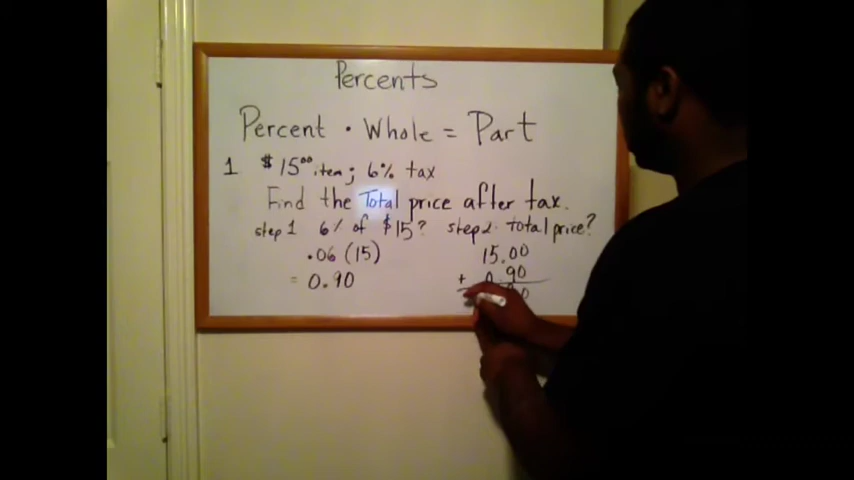 Percents
Percent · Whole = Part
1 $15⁰⁰ item; 6% tax
Find the Total price after tax.
step 1 6% of $15? step 2. Total price?
.06 (15) 15.00
= 0.90 + 0.90
90